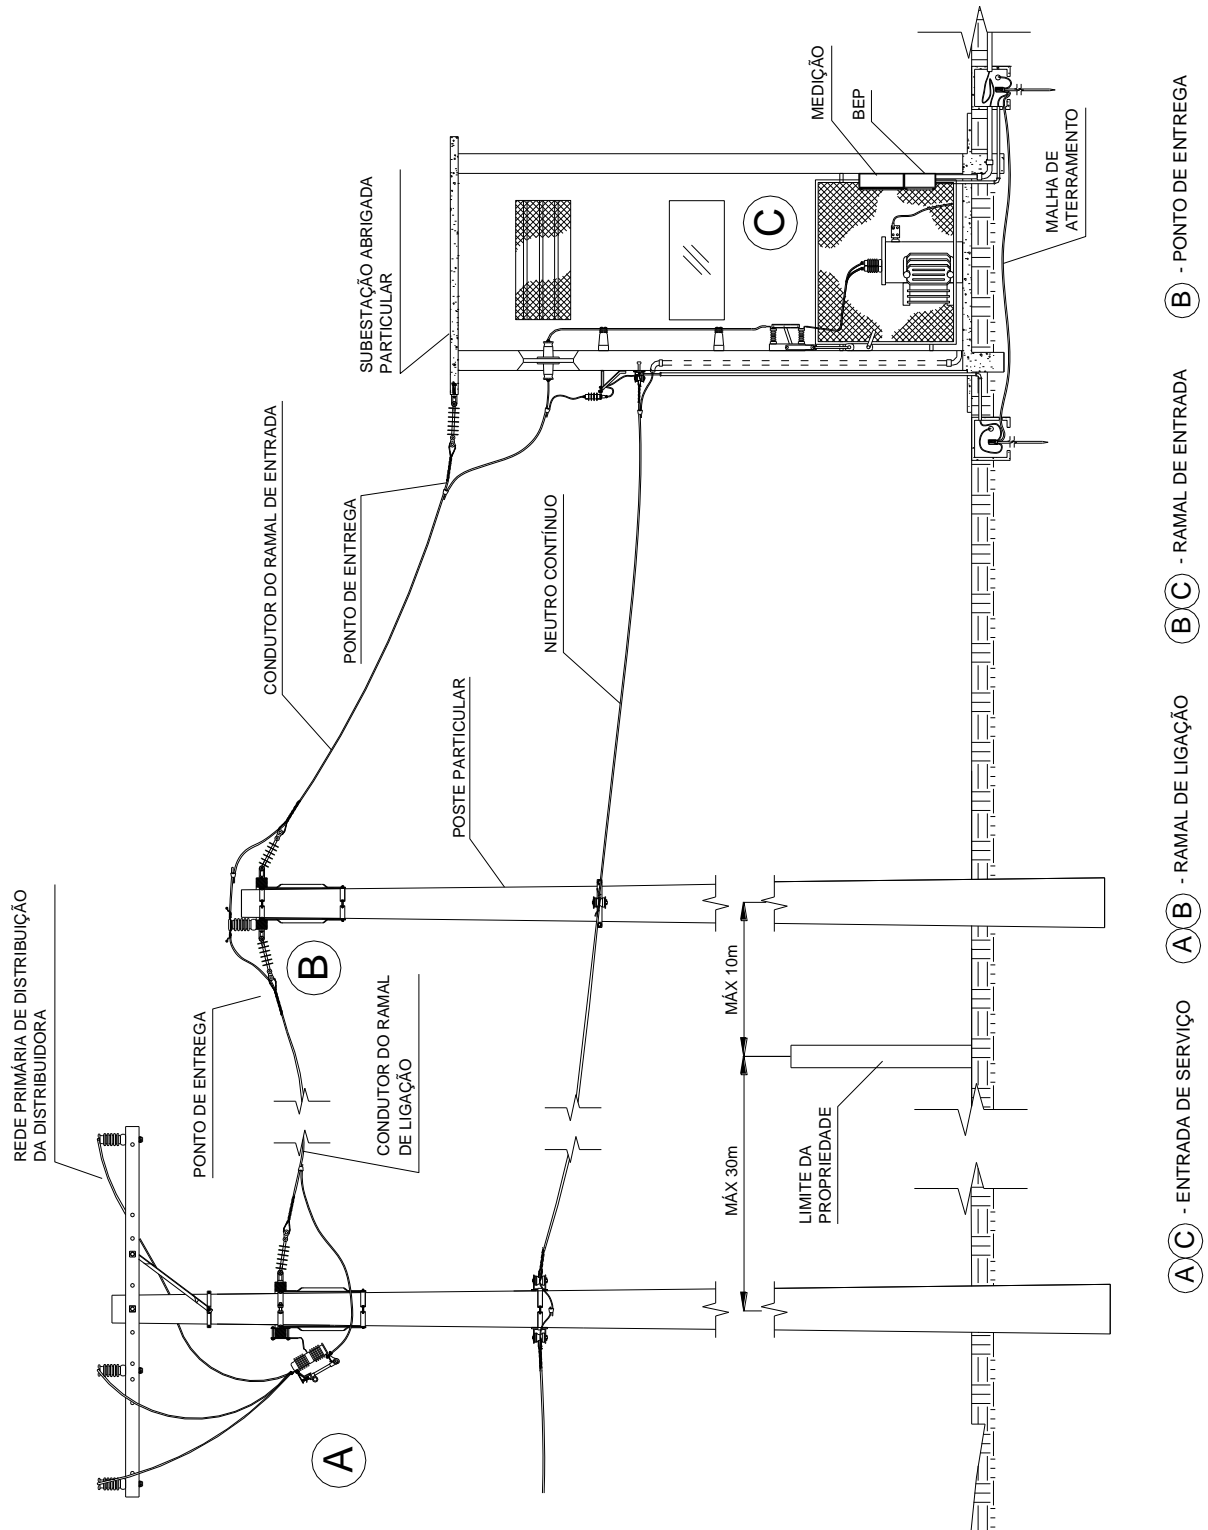 REDE PRIMÁRIA DE DISTRIBUIÇÃO
DA DISTRIBUIDORA
PONTO DE ENTREGA
CONDUTOR DO RAMAL
DE LIGAÇÃO
A
B
POSTE PARTICULAR
CONDUTOR DO RAMAL DE ENTRADA
PONTO DE ENTREGA
NEUTRO CONTÍNUO
SUBESTAÇÃO ABRIGADA
PARTICULAR
C
MEDIÇÃO
BEP
MALHA DE
ATERRAMENTO
MÁX 30m
MÁX 10m
LIMITE DA
PROPRIEDADE
A C - ENTRADA DE SERVIÇO
A B - RAMAL DE LIGAÇÃO
B C - RAMAL DE ENTRADA
B - PONTO DE ENTREGA